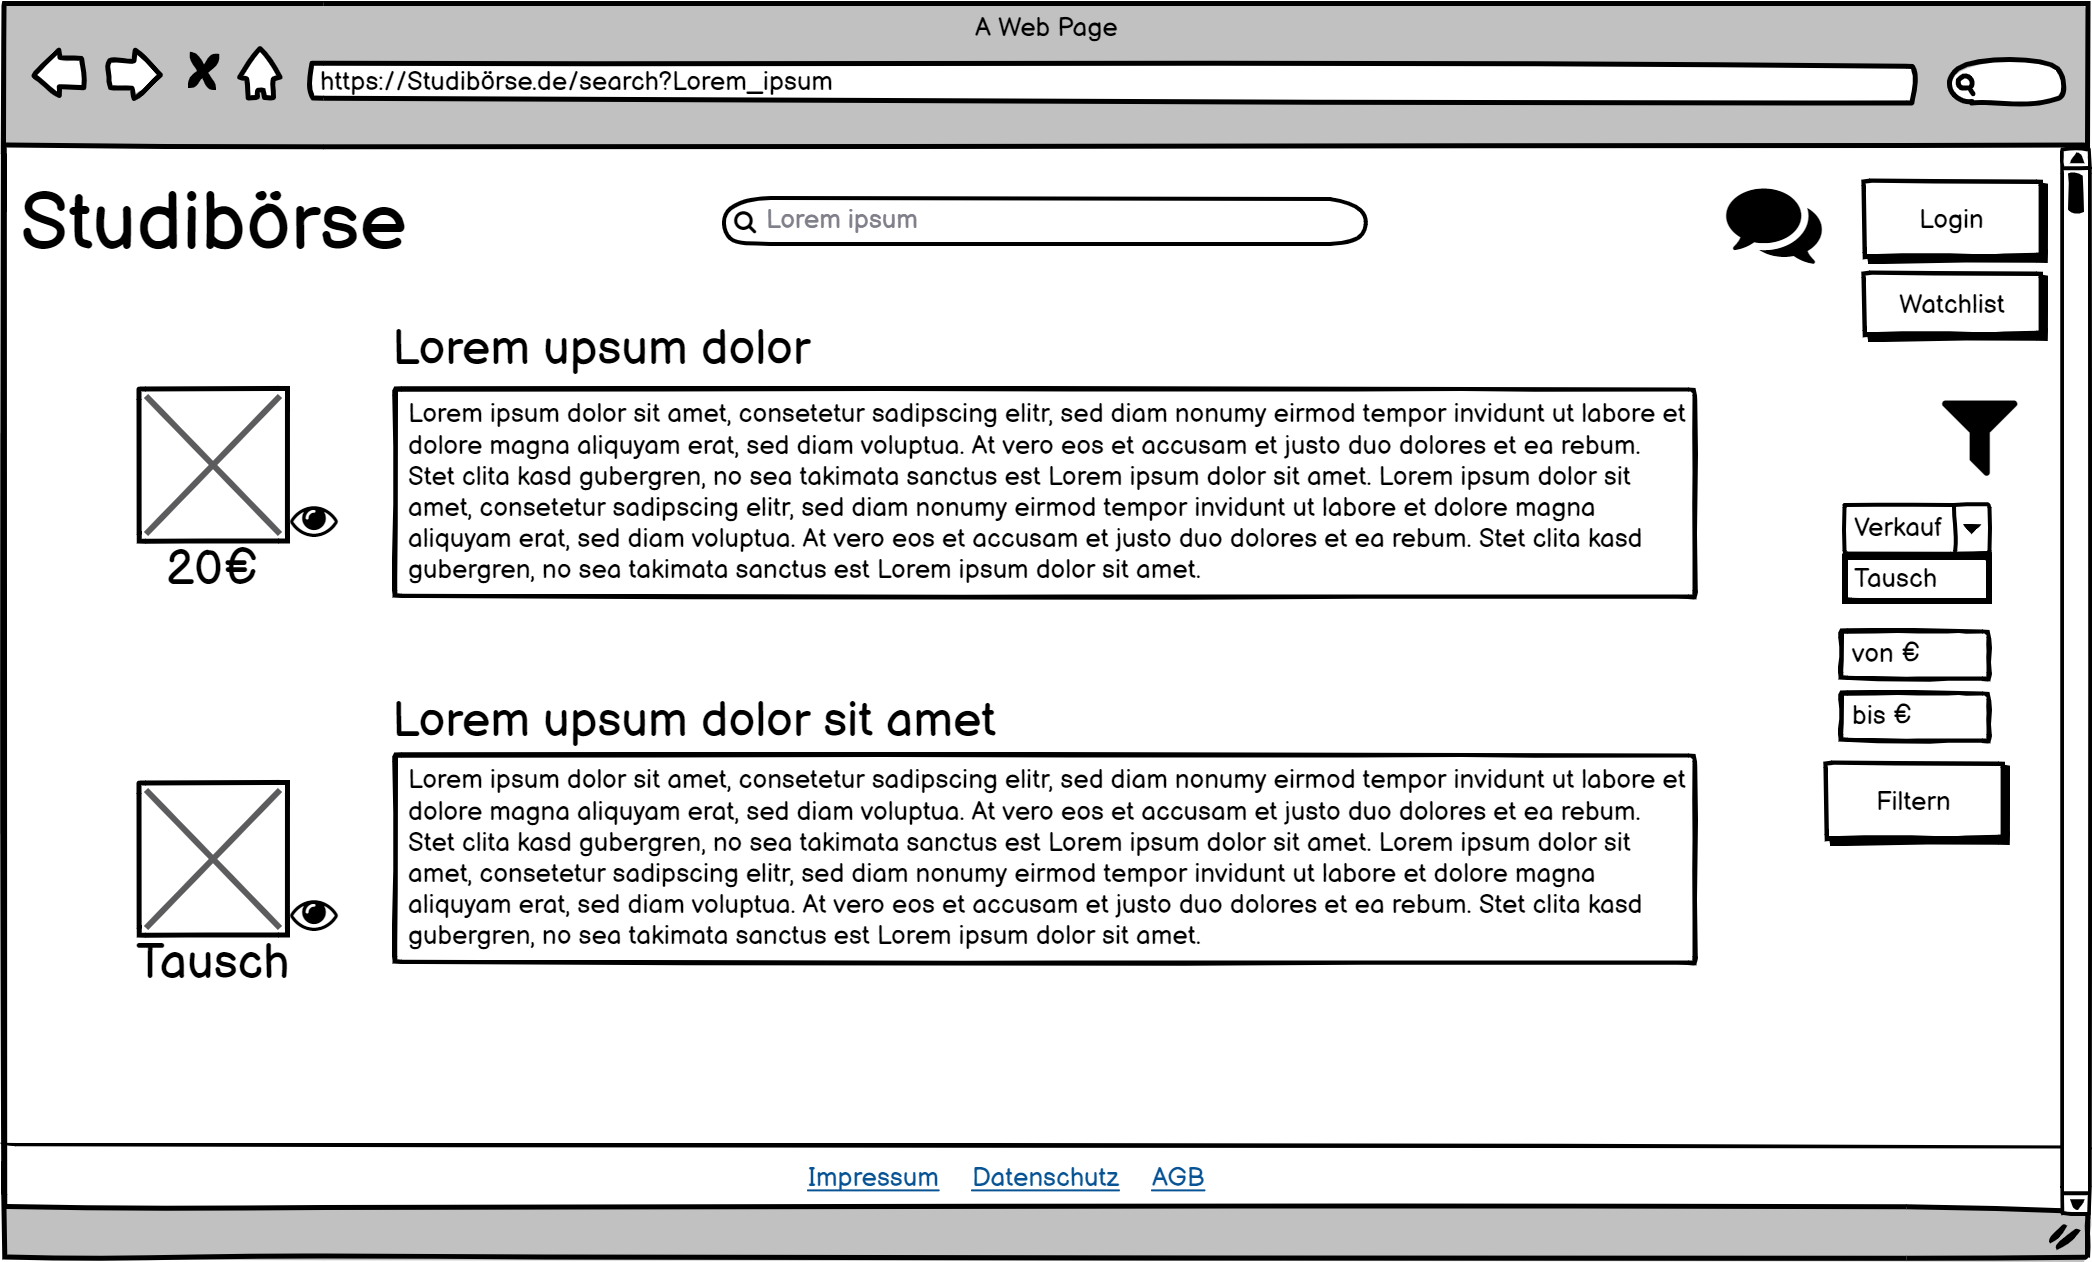 A Web Page
https://Studibörse.de/search?Lorem_ipsum
Studibörse
Lorem ipsum
Login
Watchlist
Lorem upsum dolor
Lorem ipsum dolor sit amet, consetetur sadipscing elitr, sed diam nonumy eirmod tempor invidunt ut labore et
dolore magna aliquyam erat, sed diam voluptua. At vero eos et accusam et justo duo dolores et ea rebum.
Stet clita kasd gubergren, no sea takimata sanctus est Lorem ipsum dolor sit amet. Lorem ipsum dolor sit
amet, consetetur sadipscing elitr, sed diam nonumy eirmod tempor invidunt ut labore et dolore magna
aliquyam erat, sed diam voluptua. At vero eos et accusam et justo duo dolores et ea rebum. Stet clita kasd
gubergren, no sea takimata sanctus est Lorem ipsum dolor sit amet.
20€
Verkauf
Tausch
von €
bis €
Filtern
Lorem upsum dolor sit amet
Lorem ipsum dolor sit amet, consetetur sadipscing elitr, sed diam nonumy eirmod tempor invidunt ut labore et
dolore magna aliquyam erat, sed diam voluptua. At vero eos et accusam et justo duo dolores et ea rebum.
Stet clita kasd gubergren, no sea takimata sanctus est Lorem ipsum dolor sit amet. Lorem ipsum dolor sit
amet, consetetur sadipscing elitr, sed diam nonumy eirmod tempor invidunt ut labore et dolore magna
aliquyam erat, sed diam voluptua. At vero eos et accusam et justo duo dolores et ea rebum. Stet clita kasd
gubergren, no sea takimata sanctus est Lorem ipsum dolor sit amet.
Tausch
Impressum Datenschutz AGB